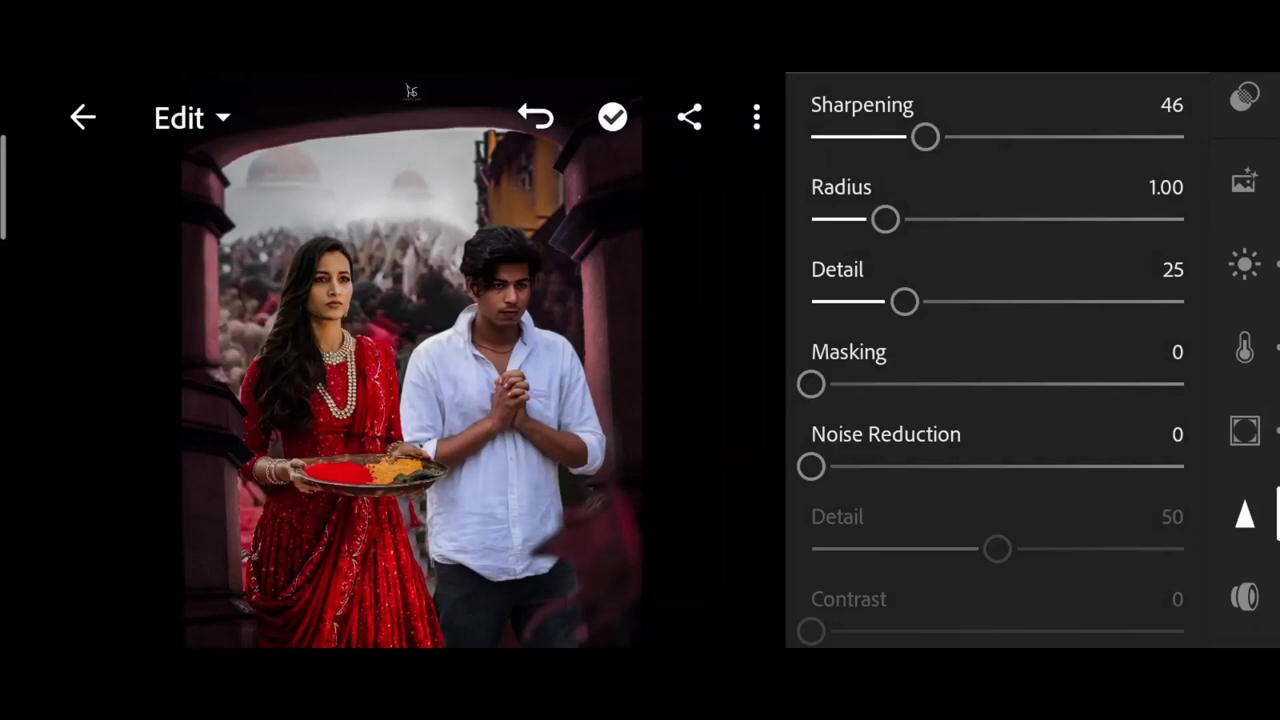 Edit
Sharpening 46
Radius 1.00
Detail 25
Masking 0
Noise Reduction 0
Detail 50
Contrast 0